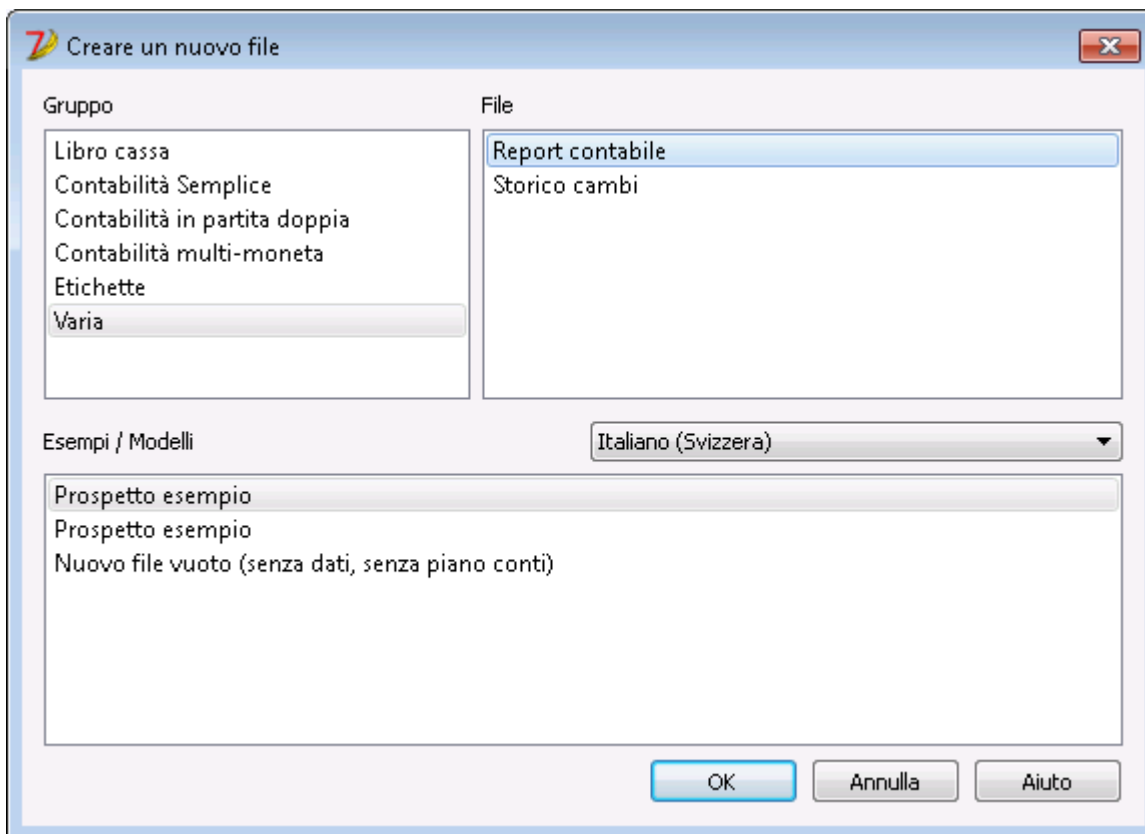 Creare un nuovo file
Gruppo
Libro cassa
Contabilità Semplice
Contabilità in partita doppia
Contabilità multi-moneta
Etichette
Varia
File
Report contabile
Storico cambi
Esempi / Modelli
Italiano (Svizzera)
Prospetto esempio
Prospetto esempio
Nuovo file vuoto (senza dati, senza piano conti)
OK
Annulla
Aiuto